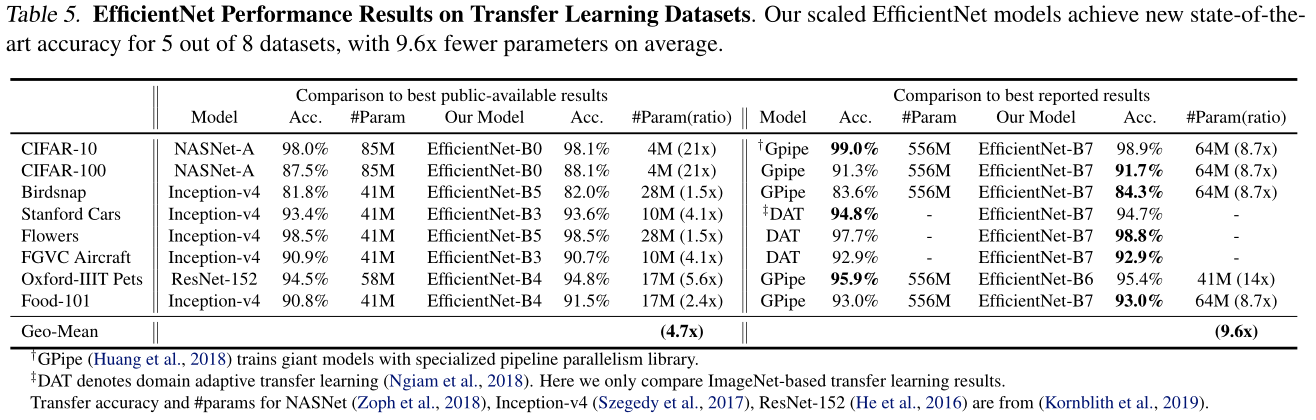 Table 5. EfficientNet Performance Results on Transfer Learning Datasets. Our scaled EfficientNet models achieve new state-of-the-
art accuracy for 5 out of 8 datasets, with 9.6x fewer parameters on average.
Comparison to best public-available results Comparison to best reported results
Model Acc. #Param Our Model Acc. #Param(ratio) Model Acc. #Param Our Model Acc. #Param(ratio)
CIFAR-10 NASNet-A 98.0% 85M EfficientNet-B0 98.1% 4M (21x) †Gpipe 99.0% 556M EfficientNet-B7 98.9% 64M (8.7x)
CIFAR-100 NASNet-A 87.5% 85M EfficientNet-B0 88.1% 4M (21x) Gpipe 91.3% 556M EfficientNet-B7 91.7% 64M (8.7x)
Birdsnap Inception-v4 81.8% 41M EfficientNet-B5 82.0% 28M (1.5x) GPipe 83.6% 556M EfficientNet-B7 84.3% 64M (8.7x)
Stanford Cars Inception-v4 93.4% 41M EfficientNet-B3 93.6% 10M (4.1x) ‡DAT 94.8% - EfficientNet-B7 94.7% -
Flowers Inception-v4 98.5% 41M EfficientNet-B5 98.5% 28M (1.5x) DAT 97.7% - EfficientNet-B7 98.8% -
FGVC Aircraft Inception-v4 90.9% 41M EfficientNet-B3 90.7% 10M (4.1x) DAT 92.9% - EfficientNet-B7 92.9% -
Oxford-IIIT Pets ResNet-152 94.5% 58M EfficientNet-B4 94.8% 17M (5.6x) GPipe 95.9% 556M EfficientNet-B6 95.4% 41M (14x)
Food-101 Inception-v4 90.8% 41M EfficientNet-B4 91.5% 17M (2.4x) GPipe 93.0% 556M EfficientNet-B7 93.0% 64M (8.7x)
Geo-Mean (4.7x) (9.6x)
†GPipe (Huang et al., 2018) trains giant models with specialized pipeline parallelism library.
‡DAT denotes domain adaptive transfer learning (Ngiam et al., 2018). Here we only compare ImageNet-based transfer learning results.
Transfer accuracy and #params for NASNet (Zoph et al., 2018), Inception-v4 (Szegedy et al., 2017), ResNet-152 (He et al., 2016) are from (Kornblith et al., 2019).